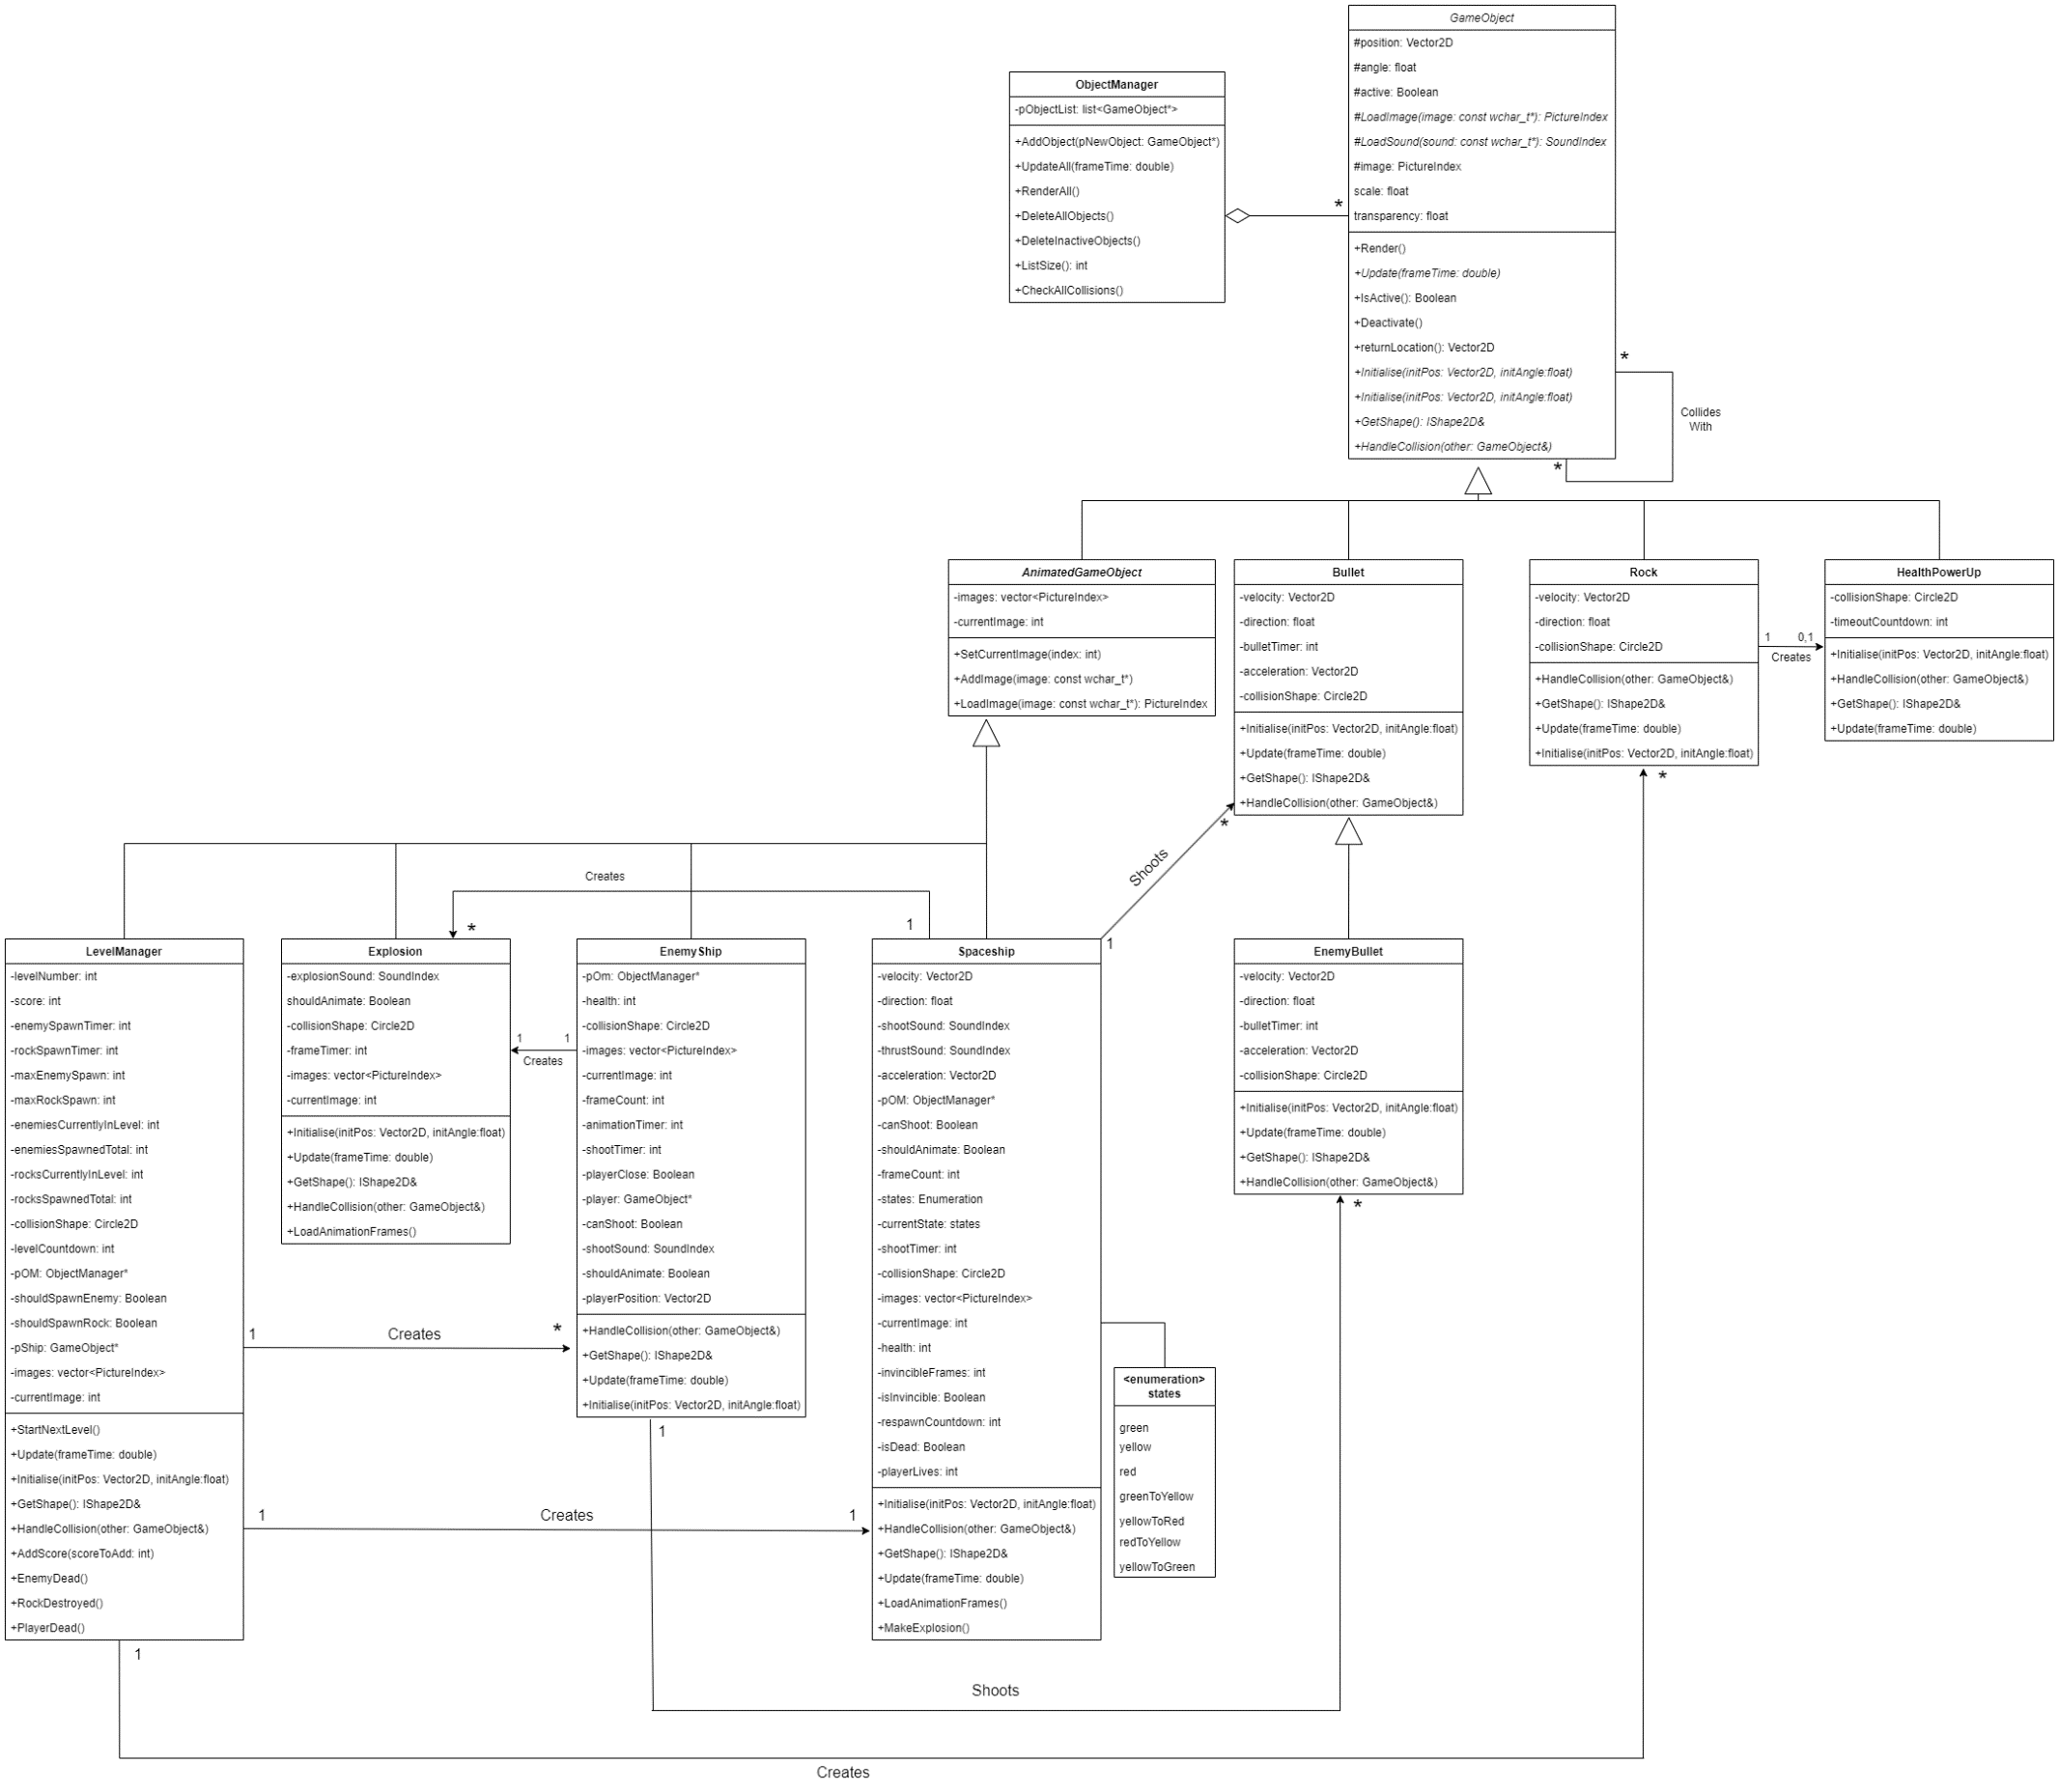 GameObject
#position: Vector2D
#angle: float
#active: Boolean
#LoadImage(image: const wchar_t*): PictureIndex
#LoadSound(sound: const wchar_t*): SoundIndex
#image: PictureIndex
scale: float
transparency: float
+Render()
+Update(frameTime: double)
+IsActive(): Boolean
+Deactivate()
+returnLocation(): Vector2D
+Initialise(initPos: Vector2D, initAngle:float)
+Initialise(initPos: Vector2D, initAngle:float)
+GetShape(): IShape2D&
+HandleCollision(other: GameObject&)
ObjectManager
-pObjectList: list<GameObject*>
+AddObject(pNewObject: GameObject*)
+UpdateAll(frameTime: double)
+RenderAll()
+DeleteAllObjects()
+DeleteInactiveObjects()
+ListSize(): int
+CheckAllCollisions()
*
*
Collides
With
*
AnimatedGameObject
-images: vector<PictureIndex>
-currentImage: int
+SetCurrentImage(index: int)
+AddImage(image: const wchar_t*)
+LoadImage(image: const wchar_t*): PictureIndex
Bullet
-velocity: Vector2D
-direction: float
-bulletTimer: int
-acceleration: Vector2D
-collisionShape: Circle2D
+Initialise(initPos: Vector2D, initAngle:float)
+Update(frameTime: double)
+GetShape(): IShape2D&
+HandleCollision(other: GameObject&)
Rock
-velocity: Vector2D
-direction: float
-collisionShape: Circle2D
+HandleCollision(other: GameObject&)
+GetShape(): IShape2D&
+Update(frameTime: double)
+Initialise(initPos: Vector2D, initAngle:float)
1 0,1
Creates
HealthPowerUp
-collisionShape: Circle2D
-timeoutCountdown: int
+Initialise(initPos: Vector2D, initAngle:float)
+HandleCollision(other: GameObject&)
+GetShape(): IShape2D&
+Update(frameTime: double)
*
*
Shoots
1
Creates
1
*
LevelManager
-levelNumber: int
-score: int
-enemySpawnTimer: int
-rockSpawnTimer: int
-maxEnemySpawn: int
-maxRockSpawn: int
-enemiesCurrentlyInLevel: int
-enemiesSpawnedTotal: int
-rocksCurrentlyInLevel: int
-rocksSpawnedTotal: int
-collisionShape: Circle2D
-levelCountdown: int
-pOM: ObjectManager*
-shouldSpawnEnemy: Boolean
-shouldSpawnRock: Boolean
-pShip: GameObject*
-images: vector<PictureIndex>
-currentImage: int
+StartNextLevel()
+Update(frameTime: double)
+Initialise(initPos: Vector2D, initAngle:float)
+GetShape(): IShape2D&
+HandleCollision(other: GameObject&)
+AddScore(scoreToAdd: int)
+EnemyDead()
+RockDestroyed()
+PlayerDead()
Explosion
-explosionSound: SoundIndex
shouldAnimate: Boolean
-collisionShape: Circle2D
-frameTimer: int
-images: vector<PictureIndex>
-currentImage: int
+Initialise(initPos: Vector2D, initAngle:float)
+Update(frameTime: double)
+GetShape(): IShape2D&
+HandleCollision(other: GameObject&)
+LoadAnimationFrames()
1 1
Creates
EnemyShip
-pOm: ObjectManager*
-health: int
-collisionShape: Circle2D
-images: vector<PictureIndex>
-currentImage: int
-frameCount: int
-animationTimer: int
-shootTimer: int
-playerClose: Boolean
-player: GameObject*
-canShoot: Boolean
-shootSound: SoundIndex
-shouldAnimate: Boolean
-playerPosition: Vector2D
+HandleCollision(other: GameObject&)
+GetShape(): IShape2D&
+Update(frameTime: double)
+Initialise(initPos: Vector2D, initAngle:float)
Spaceship
-velocity: Vector2D
-direction: float
-shootSound: SoundIndex
-thrustSound: SoundIndex
-acceleration: Vector2D
-pOM: ObjectManager*
-canShoot: Boolean
-shouldAnimate: Boolean
-frameCount: int
-states: Enumeration
-currentState: states
-shootTimer: int
-collisionShape: Circle2D
-images: vector<PictureIndex>
-currentImage: int
-health: int
-invincibleFrames: int
-isInvincible: Boolean
-respawnCountdown: int
-isDead: Boolean
-playerLives: int
+Initialise(initPos: Vector2D, initAngle:float)
+HandleCollision(other: GameObject&)
+GetShape(): IShape2D&
+Update(frameTime: double)
+LoadAnimationFrames()
+MakeExplosion()
EnemyBullet
-velocity: Vector2D
-direction: float
-bulletTimer: int
-acceleration: Vector2D
-collisionShape: Circle2D
+Initialise(initPos: Vector2D, initAngle:float)
+Update(frameTime: double)
+GetShape(): IShape2D&
+HandleCollision(other: GameObject&)
*
<enumeration>
states
green
yellow
red
greenToYellow
yellowToRed
redToYellow
yellowToGreen
1 Creates *
1
1 Creates 1
1
Shoots
Creates